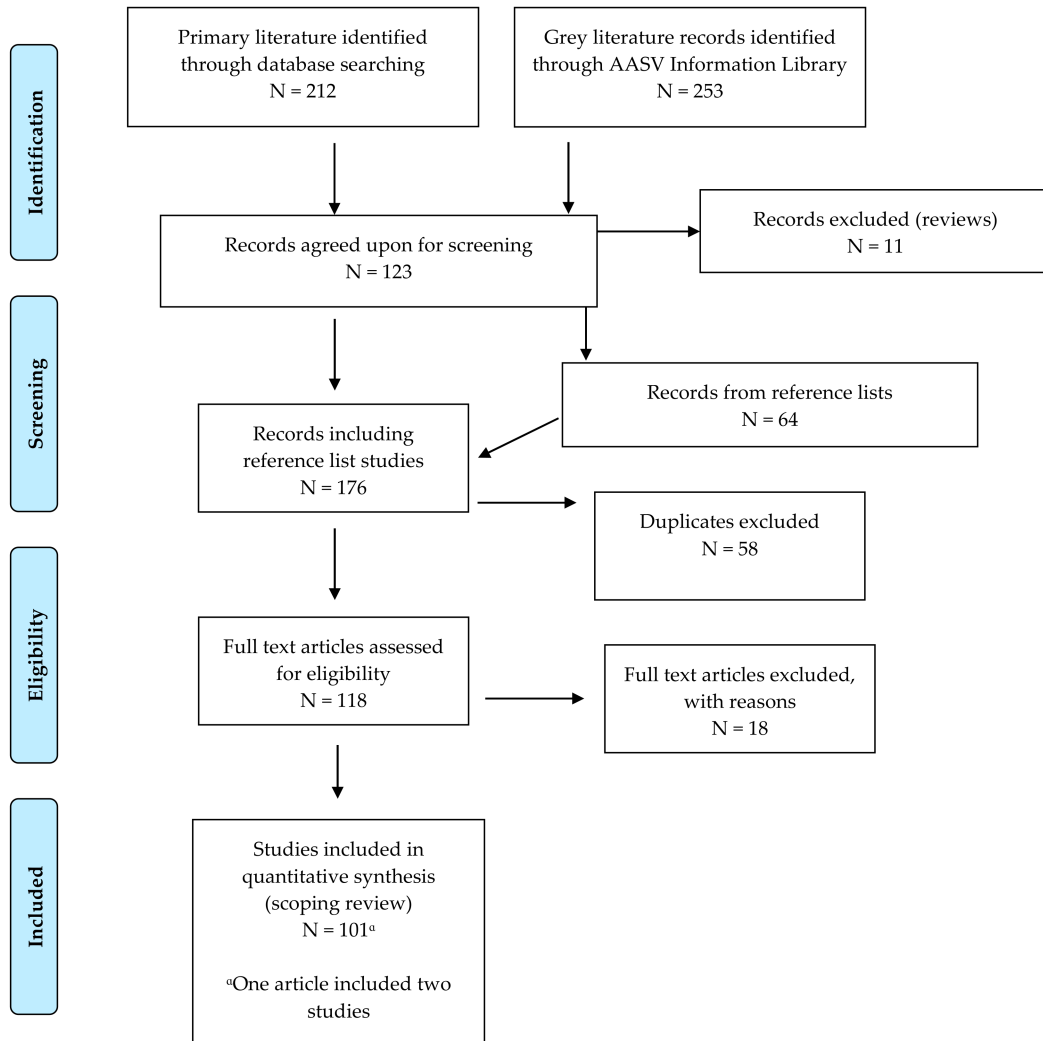 Identification
Primary literature identified
through database searching
N = 212
Grey literature records identified
through AASV Information Library
N = 253
Records agreed upon for screening
N = 123
Records excluded (reviews)
N = 11
Screening
Records from reference lists
N = 64
Records including
reference list studies
N = 176
Duplicates excluded
N = 58
Eligibility
Full text articles assessed
for eligibility
N = 118
Full text articles excluded,
with reasons
N = 18
Included
Studies included in
quantitative synthesis
(scoping review)
N = 101ᵃ
ᵃOne article included two
studies